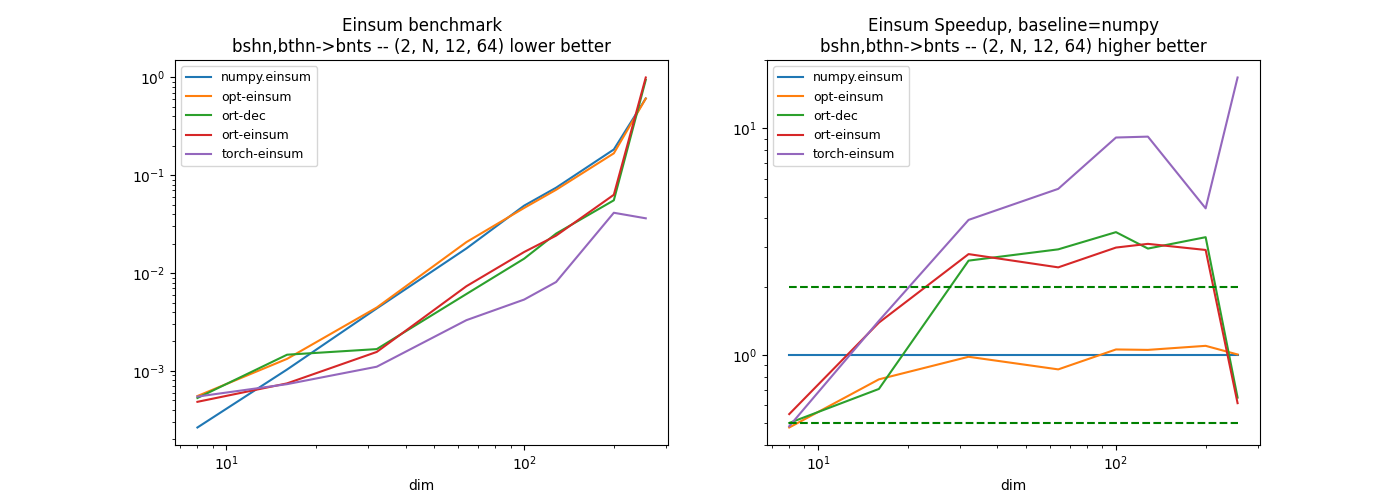 Einsum benchmark
bshn,bthn->bnts -- (2, N, 12, 64) lower better
numpy.einsum
opt-einsum
ort-dec
ort-einsum
torch-einsum
10⁰
10⁻¹
10⁻²
10⁻³
10¹
10²
dim
Einsum Speedup, baseline=numpy
bshn,bthn->bnts -- (2, N, 12, 64) higher better
numpy.einsum
opt-einsum
ort-dec
ort-einsum
torch-einsum
10¹
10⁰
10¹
10²
dim